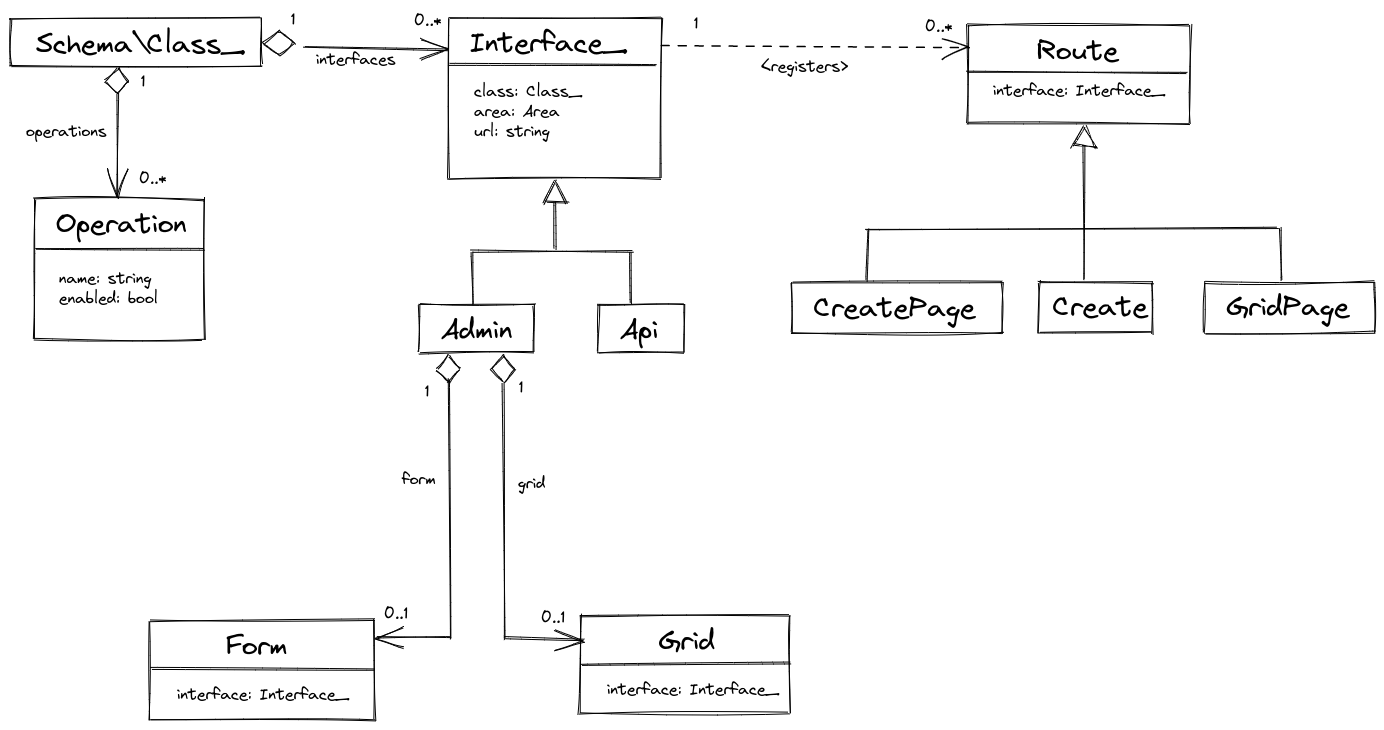 Schema\Class_
1
0..*
interfaces
1
operations
0..*
Operation
name: string
enabled: bool
Interface_
class: Class_
area: Area
url: string
1
0..*
<registers>
Route
interface: Interface_
Admin
Api
CreatePage
Create
GridPage
1
1
form
grid
0..1
0..1
Form
interface: Interface_
Grid
interface: Interface_